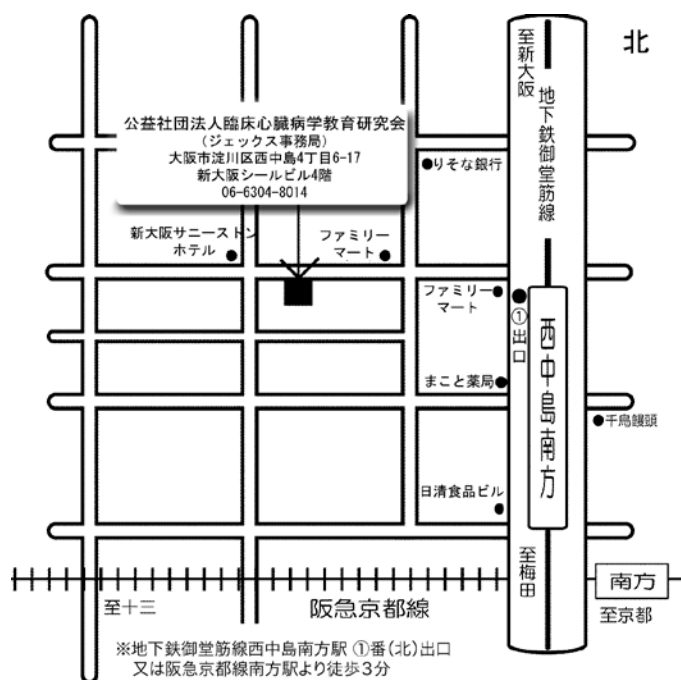 北
至新大阪
地下鉄御堂筋線
公益社団法人臨床心臓病学教育研究会
(ジェックス事務局)
大阪市淀川区西中島4丁目6-17
新大阪シールビル4階
06-6304-8014
りそな銀行
新大阪サニーストン
ホテル
ファミリー
マート
ファミリー
マート
①出口
西中島南方
まこと薬局
千鳥饅頭
日清食品ビル
至梅田
南方
至十三
阪急京都線
至京都
※地下鉄御堂筋線西中島南方駅 ①番(北)出口
又は阪急京都線南方駅より徒歩3分